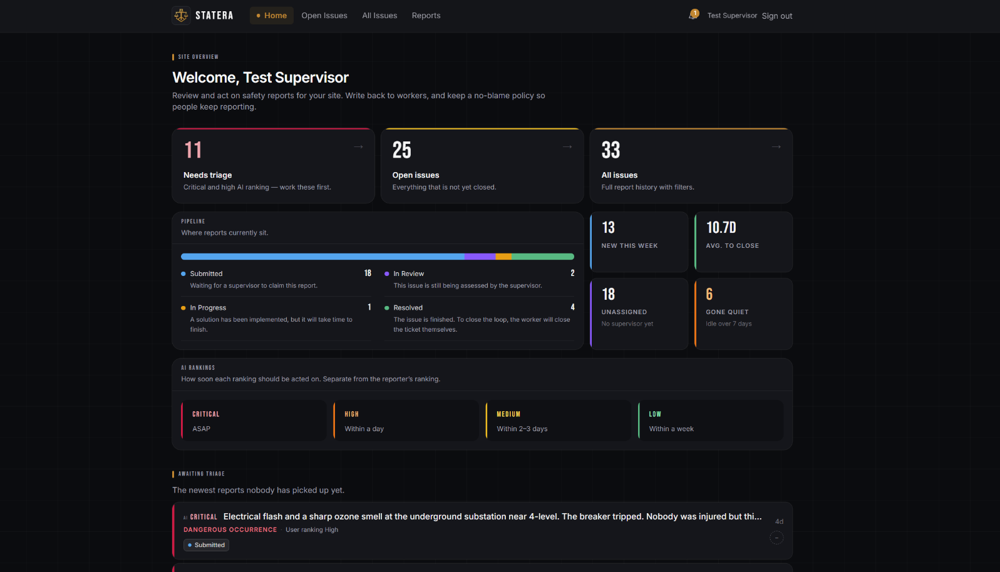 STATERA
Home
Open Issues
All Issues
Reports
1
Test Supervisor
Sign out
SITE OVERVIEW
Welcome, Test Supervisor
Review and act on safety reports for your site. Write back to workers, and keep a no-blame policy so
people keep reporting.
11
→
Needs triage
Critical and high AI ranking — work these first.
25
→
Open issues
Everything that is not yet closed.
33
→
All issues
Full report history with filters.
PIPELINE
Where reports currently sit.
Submitted
18
Waiting for a supervisor to claim this report.
In Review
2
This issue is still being assessed by the supervisor.
In Progress
1
A solution has been implemented, but it will take time to
finish.
Resolved
4
The issue is finished. To close the loop, the worker will close
the ticket themselves.
13
NEW THIS WEEK
10.7D
AVG. TO CLOSE
18
UNASSIGNED
No supervisor yet
6
GONE QUIET
Idle over 7 days
AI RANKINGS
How soon each ranking should be acted on. Separate from the reporter's ranking.
CRITICAL
ASAP
HIGH
Within a day
MEDIUM
Within 2–3 days
LOW
Within a week
AWAITING TRIAGE
The newest reports nobody has picked up yet.
AI CRITICAL Electrical flash and a sharp ozone smell at the underground substation near 4-level. The breaker tripped. Nobody was injured but thi...
4d
DANGEROUS OCCURRENCE · User ranking High
–
Submitted